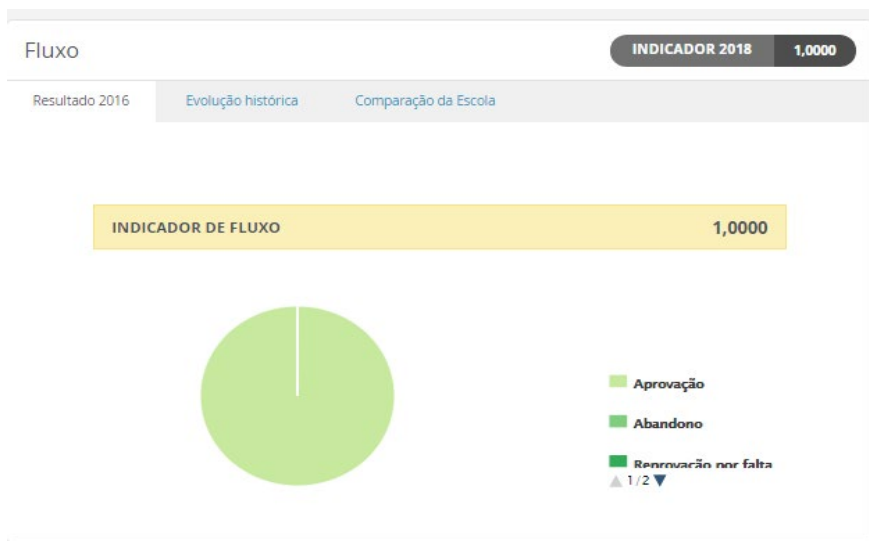 Fluxo
INDICADOR 2018 1,0000
Resultado 2016 Evolução histórica Comparação da Escola
INDICADOR DE FLUXO 1,0000
Aprovação
Abandono
Reprovação por falta
1/2